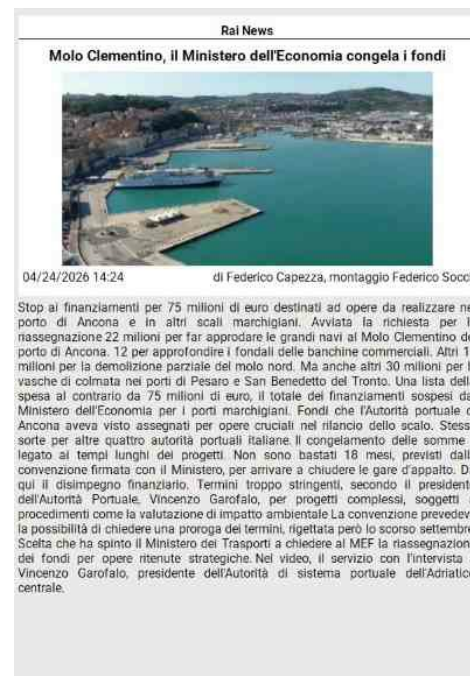 Rai News
Molo Clementino, il Ministero dell'Economia congela i fondi
04/24/2026 14:24 di Federico Capezza, montaggio Federico Socci
Stop ai finanziamenti per 75 milioni di euro destinati ad opere da realizzare
porto di Ancona e in altri scali marchigiani. Avviata la richiesta per
riassegnazione 22 milioni per far approdare le grandi navi al Molo Clementino
porto di Ancona. 12 per approfondire i fondali delle banchine commerciali. Altri
milioni per la demolizione parziale del molo nord. Ma anche altri 30 milioni per
vasche di colmata nei porti di Pesaro e San Benedetto del Tronto. Una lista della
spesa al contrario da 75 milioni di euro, il totale dei finanziamenti sospesi
Ministero dell'Economia per i porti marchigiani. Fondi che l'Autorità portuale
Ancona aveva visto assegnati per opere cruciali nel rilancio dello scalo. Stessa
sorte per altre quattro autorità portuali italiane. Il congelamento delle somme
legato ai tempi lunghi dei progetti. Non sono bastati 18 mesi, previsti dalla
convenzione firmata con il Ministero, per arrivare a chiudere le gare d'appalto.
qui il disimpegno finanziario. Termini troppo stringenti, secondo il presidente
dell'Autorità Portuale, Vincenzo Garofalo, per progetti complessi, soggetti
procedimenti come la valutazione di impatto ambientale La convenzione prevedeva
la possibilità di chiedere una proroga dei termini, rigettata però lo scorso settembre.
Scelta che ha spinto il Ministero dei Trasporti a chiedere al MEF la riassegnazione
dei fondi per opere ritenute strategiche. Nel video, il servizio con l'intervista
Vincenzo Garofalo, presidente dell'Autorità di sistema portuale dell'Adriatico
centrale.